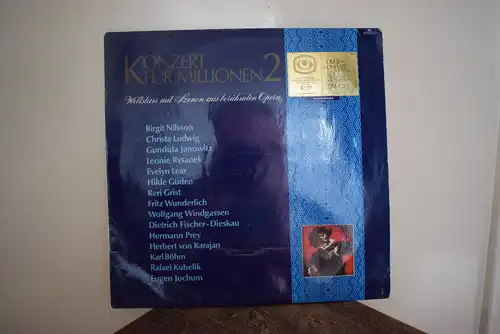 KONZERT
FÜR MILLIONEN 2
Weltstars mit Szenen aus berühmten Opern
Birgit Nilsson
Christa Ludwig
Gundula Janowitz
Leonie Rysanek
Evelyn Lear
Hilde Güden
Reri Grist
Fritz Wunderlich
Wolfgang Windgassen
Dietrich Fischer-Dieskau
Hermann Prey
Herbert von Karajan
Karl Böhm
Rafael Kubelik
Eugen Jochum